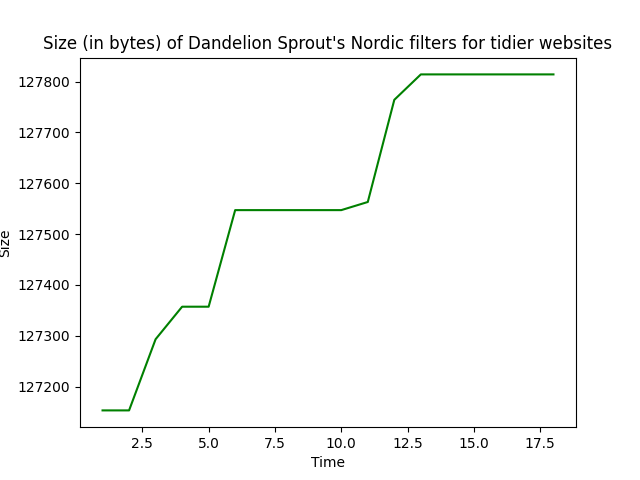 Size (in bytes) of Dandelion Sprout's Nordic filters for tidier websites
127800
127700
127600
127500
127400
127300
127200
Size
2.5 5.0 7.5 10.0 12.5 15.0 17.5
Time